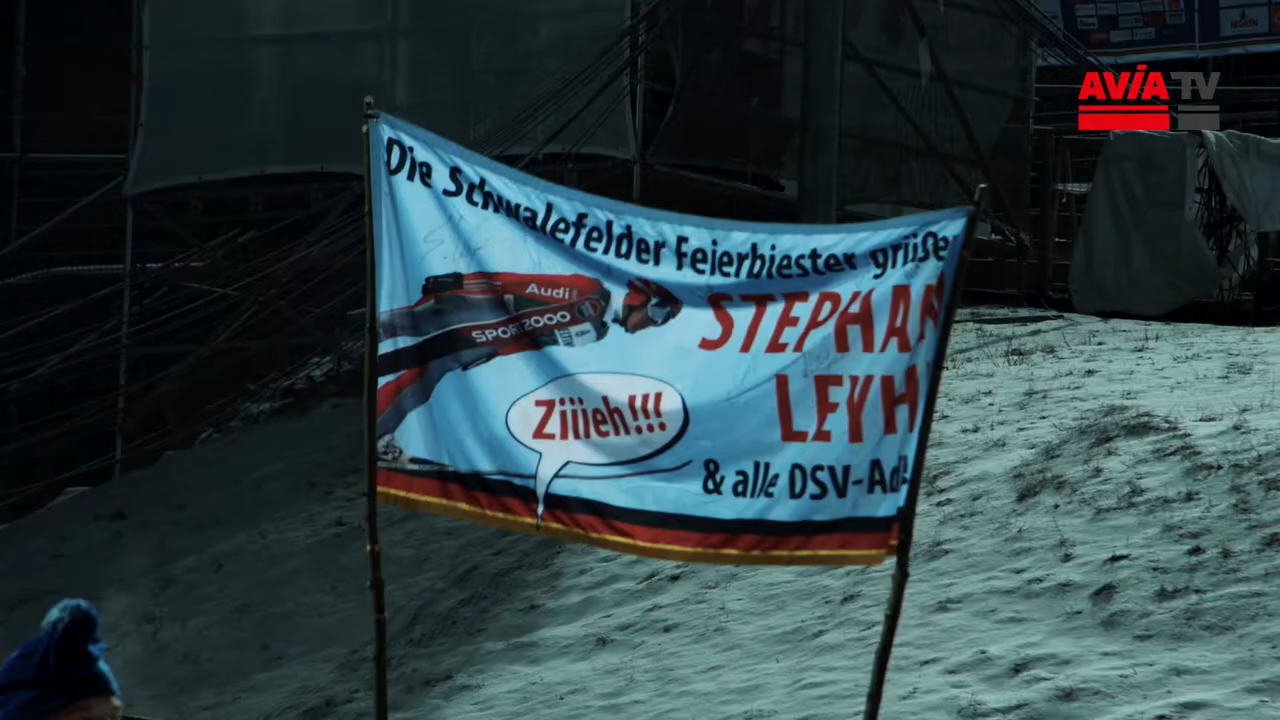 AVIA TV
Die Schwalefelder Feierbiester grüße
Audi
SPORT2000
STEPHAN
LEYH
Ziiieh!!!
& alle DSV-Ad